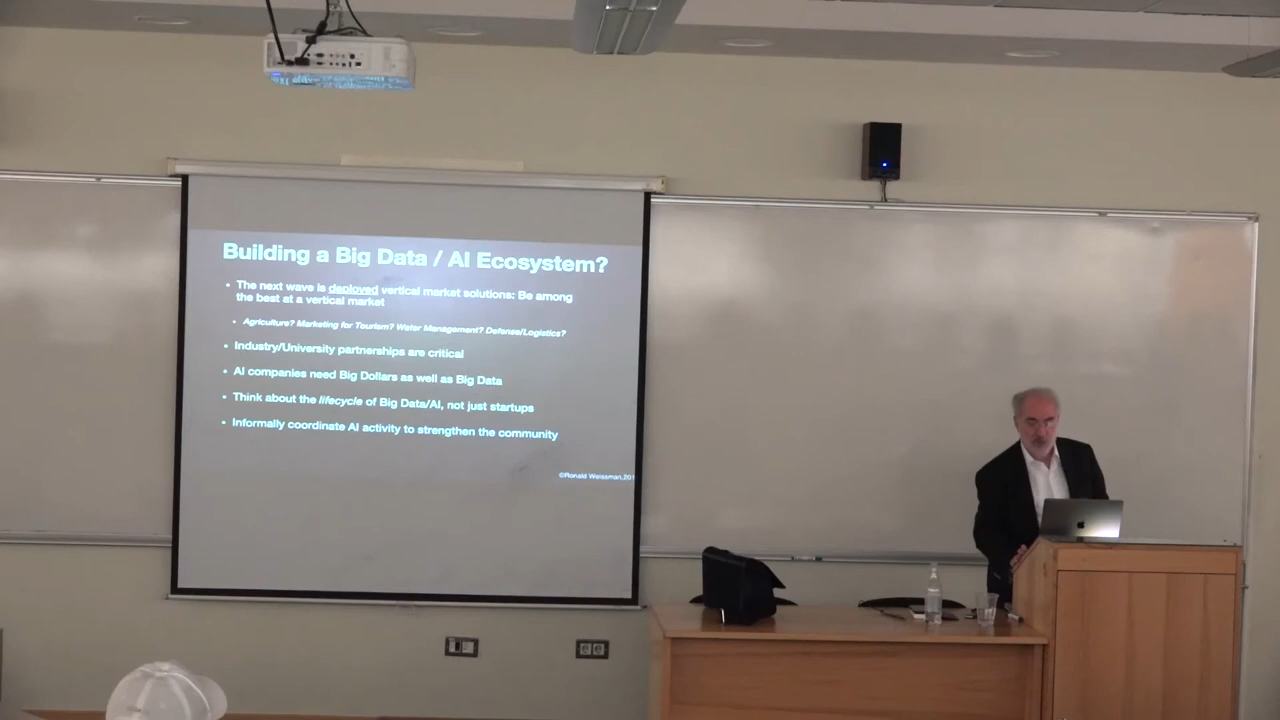 Building a Big Data / AI Ecosystem?
• The next wave is deployed vertical market solutions: Be among
the best at a vertical market
• Agriculture? Marketing for Tourism? Water Management? Defense/Logistics?
• Industry/University partnerships are critical
• AI companies need Big Dollars as well as Big Data
• Think about the lifecycle of Big Data/AI, not just startups
• Informally coordinate AI activity to strengthen the community
©Ronald Weissman,201